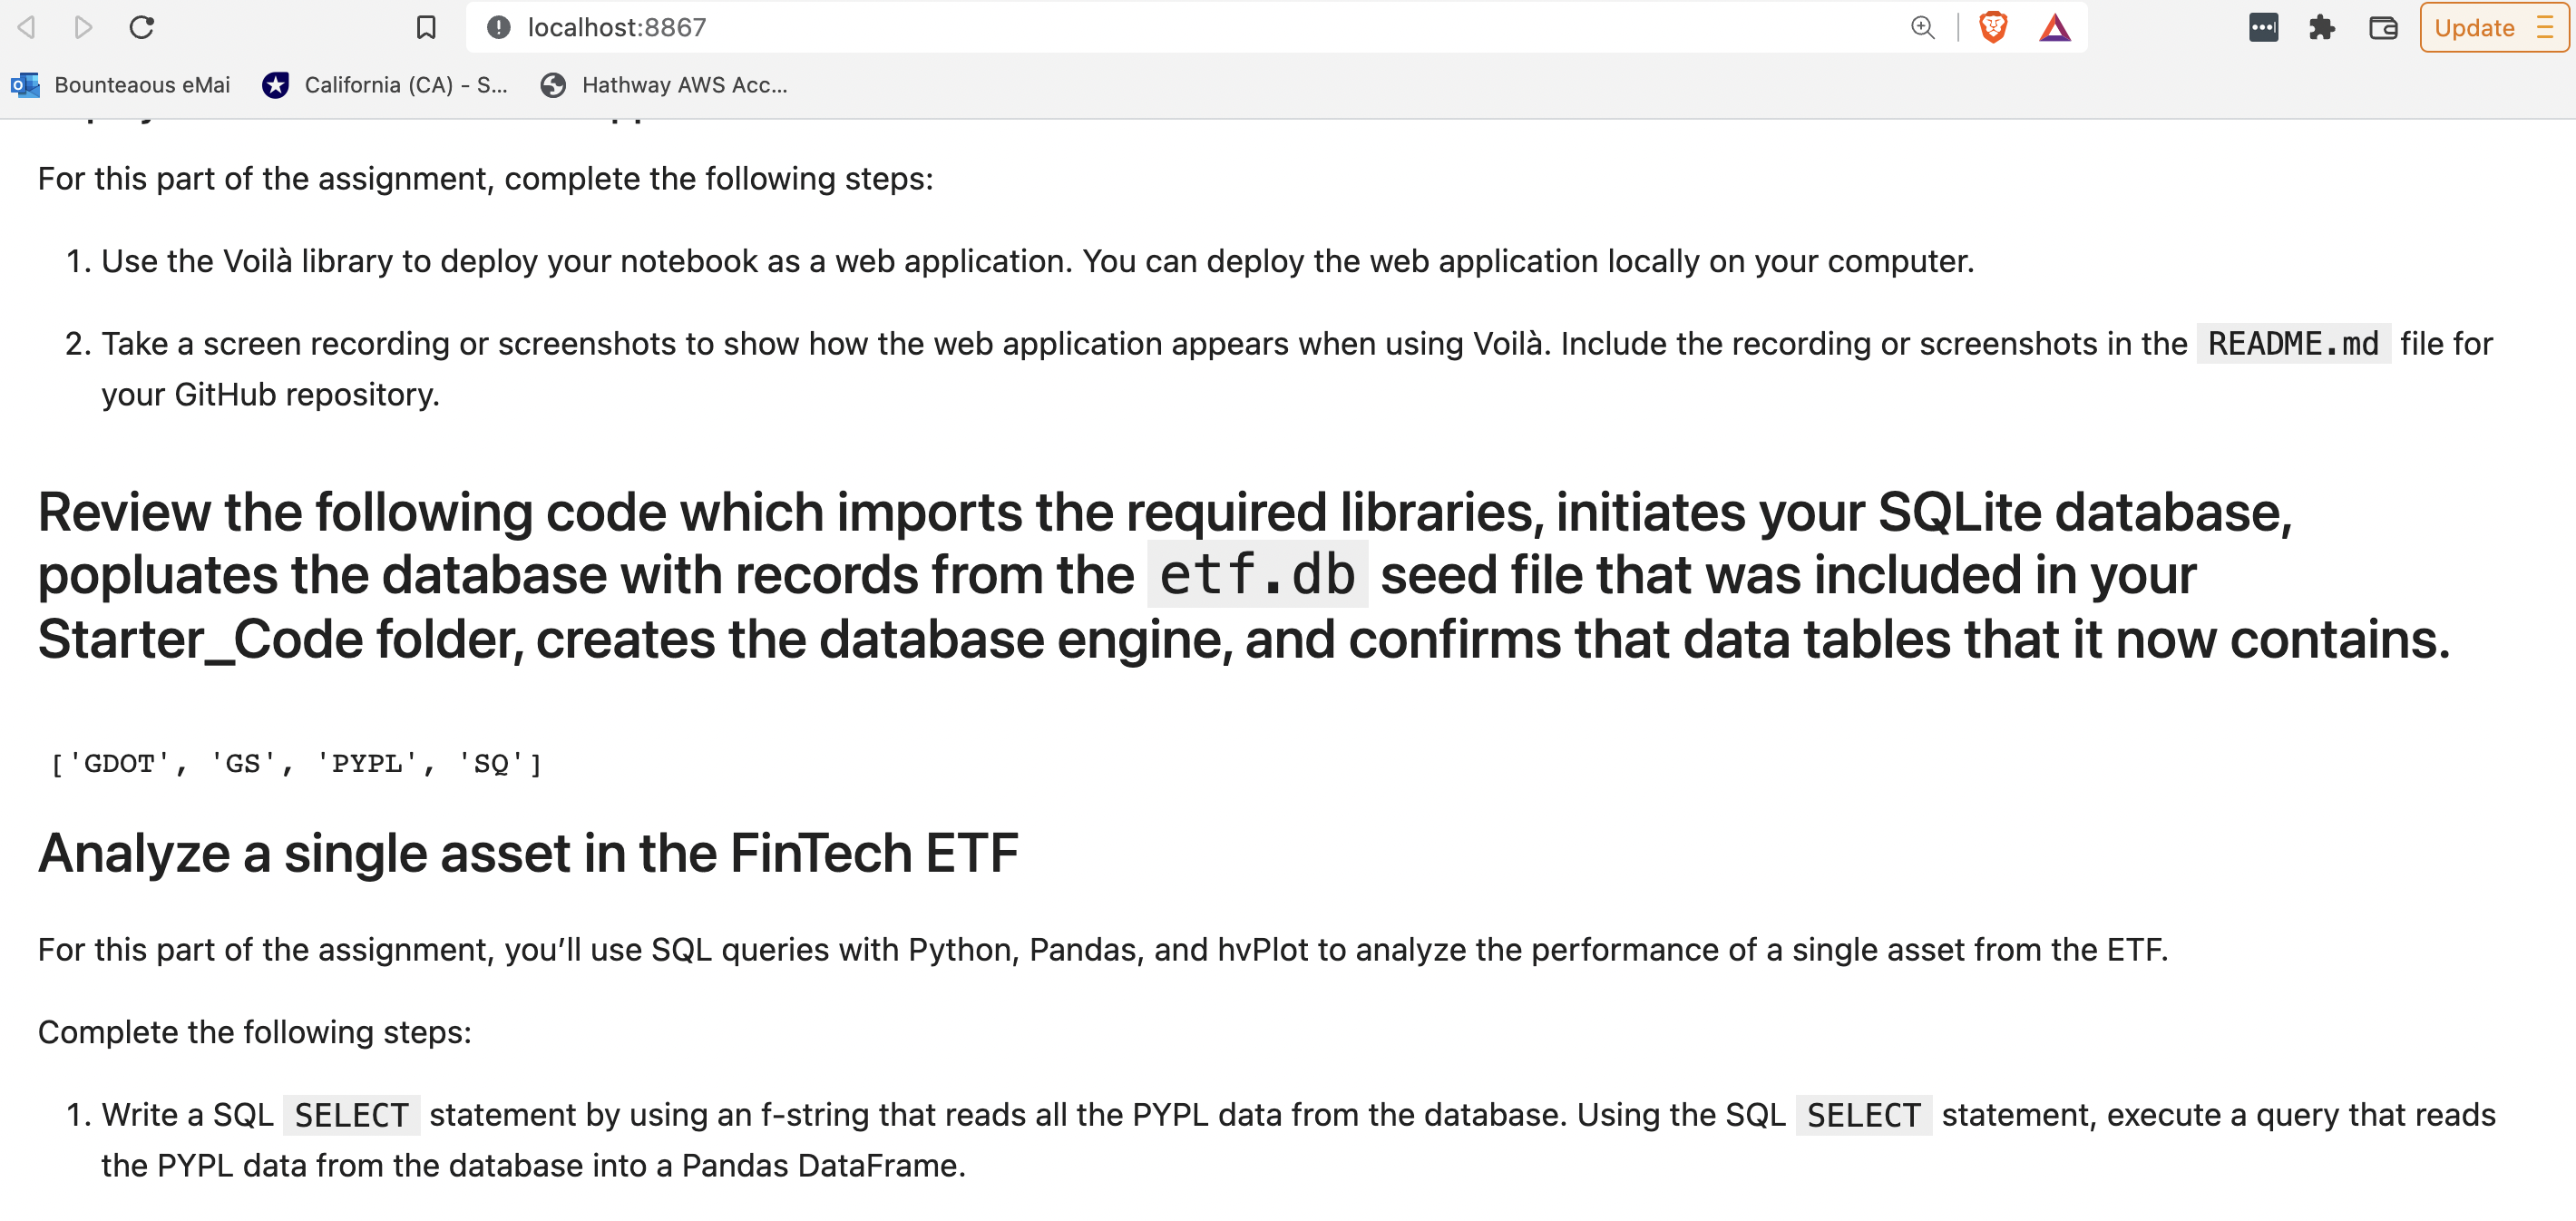 localhost:8867
Update
Bounteaous eMai
California (CA) - S...
Hathway AWS Acc...
For this part of the assignment, complete the following steps:
1. Use the Voilà library to deploy your notebook as a web application. You can deploy the web application locally on your computer.
2. Take a screen recording or screenshots to show how the web application appears when using Voilà. Include the recording or screenshots in the README.md file for
your GitHub repository.
Review the following code which imports the required libraries, initiates your SQLite database,
popluates the database with records from the etf.db seed file that was included in your
Starter_Code folder, creates the database engine, and confirms that data tables that it now contains.
['GDOT', 'GS', 'PYPL', 'SQ']
Analyze a single asset in the FinTech ETF
For this part of the assignment, you’ll use SQL queries with Python, Pandas, and hvPlot to analyze the performance of a single asset from the ETF.
Complete the following steps:
1. Write a SQL SELECT statement by using an f-string that reads all the PYPL data from the database. Using the SQL SELECT statement, execute a query that reads
the PYPL data from the database into a Pandas DataFrame.